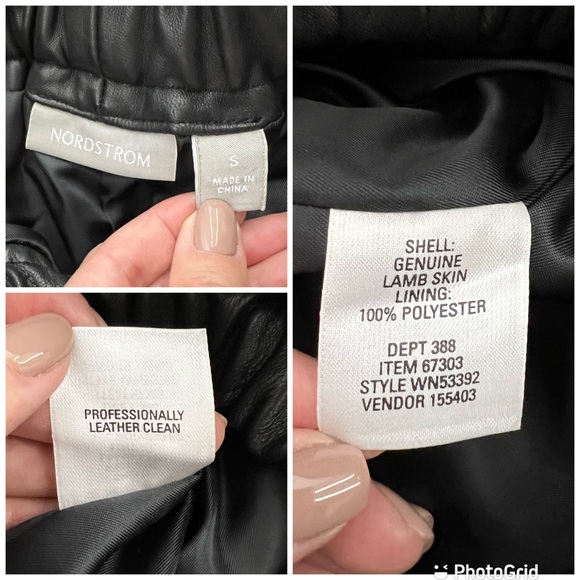 NORDSTROM
S
MADE IN
CHINA
PROFESSIONALLY
LEATHER CLEAN
SHELL:
GENUINE
LAMB SKIN
LINING:
100% POLYESTER
DEPT 388
ITEM 67303
STYLE WN53392
VENDOR 155403
PhotoGrid